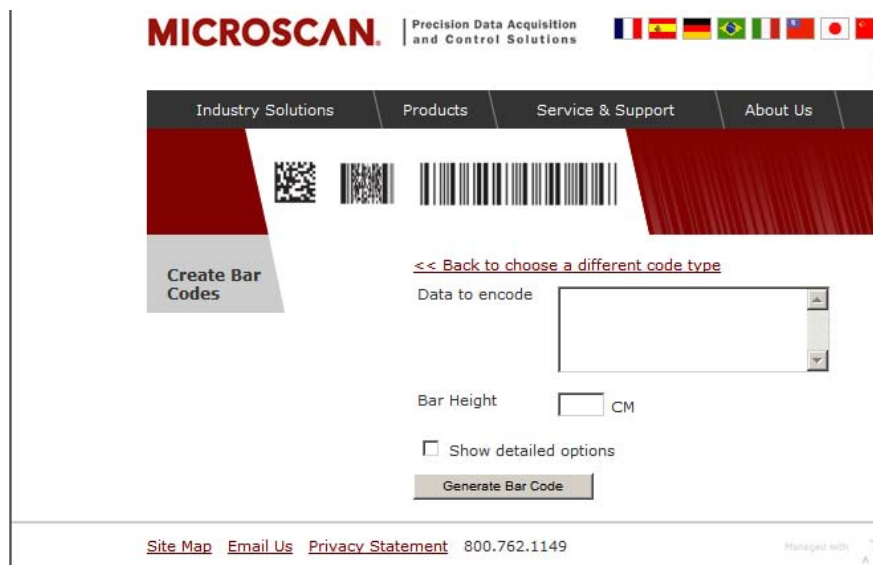 MICROSCAN.
Precision Data Acquisition
and Control Solutions
Industry Solutions Products Service & Support About Us
Create Bar
Codes
<< Back to choose a different code type
Data to encode
Bar Height CM
Show detailed options
Generate Bar Code
Site Map Email Us Privacy Statement 800.762.1149
Managed with